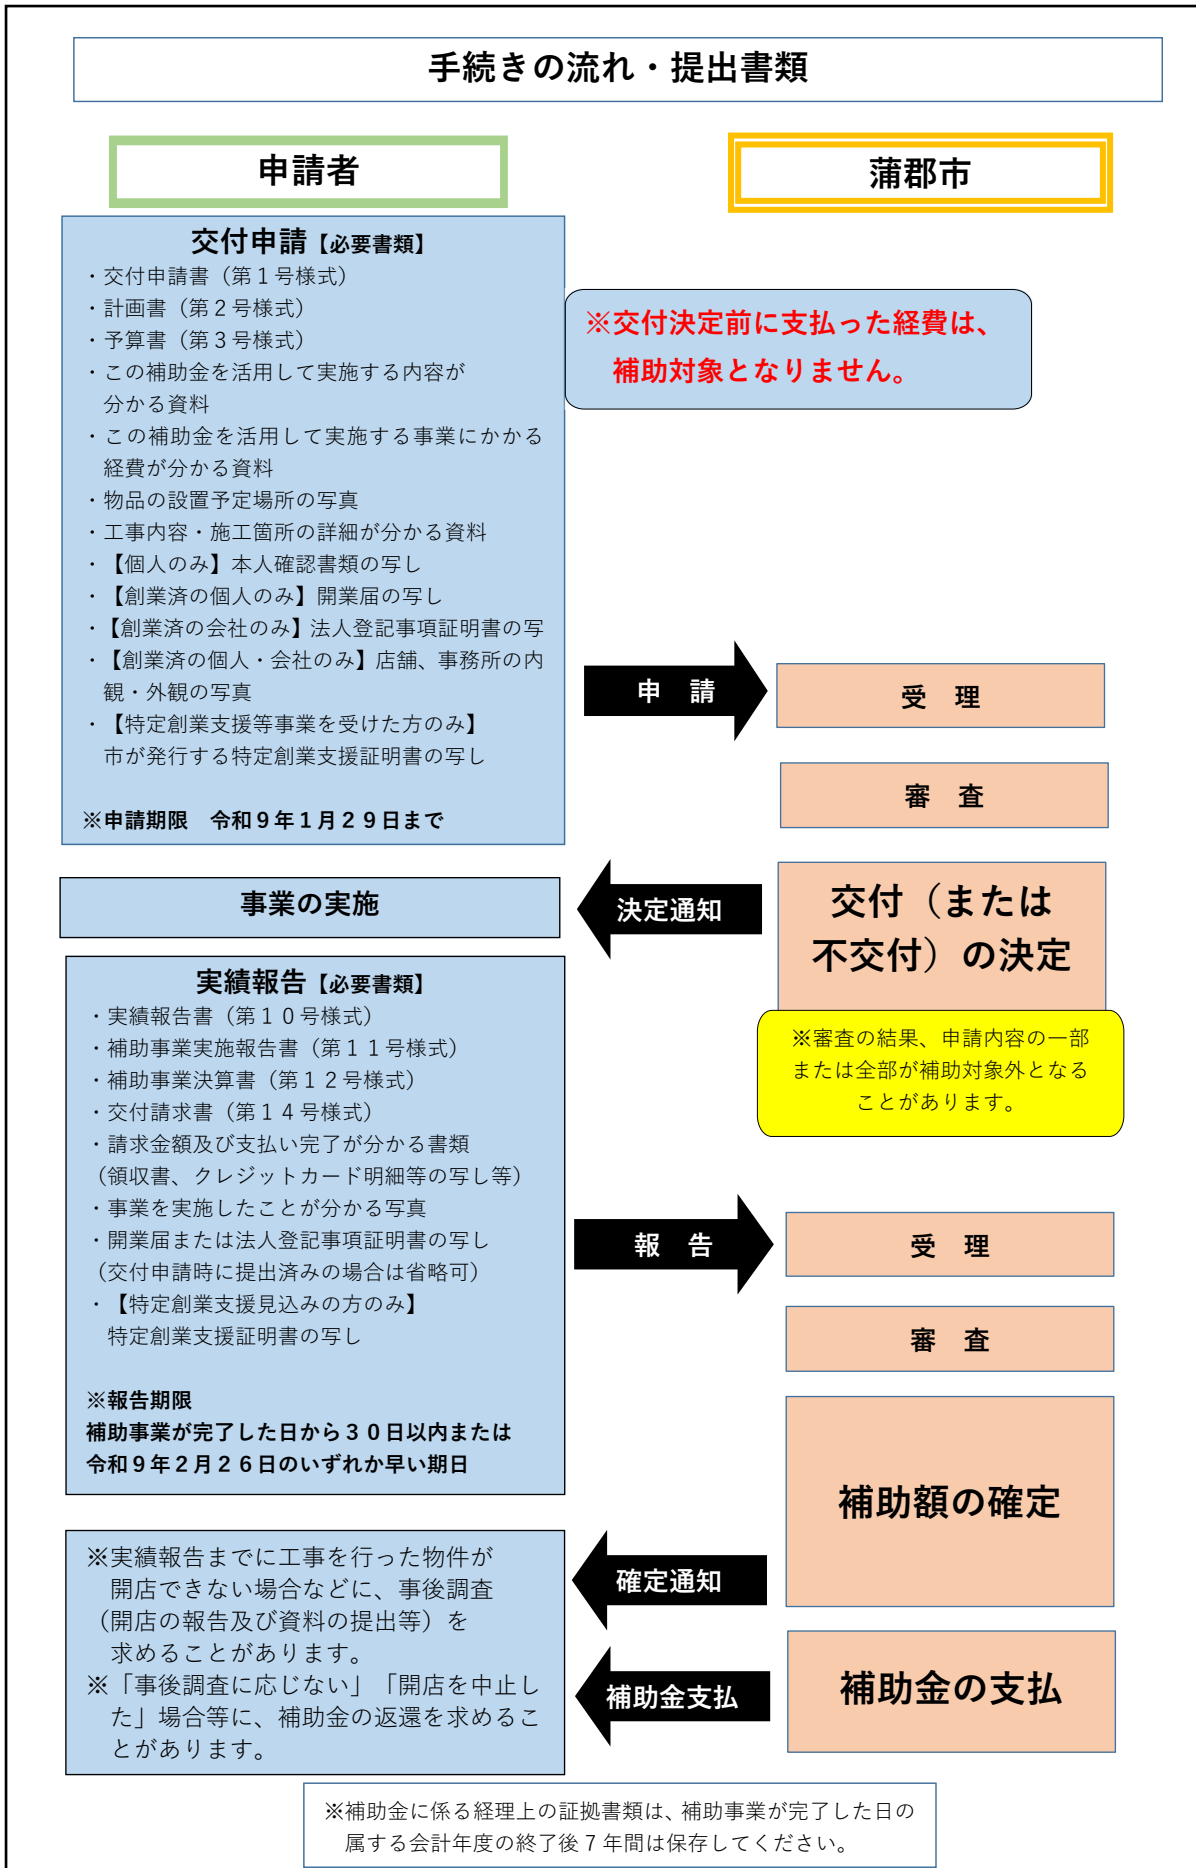 手続きの流れ・提出書類
申請者
蒲郡市
交付申請【必要書類】
・交付申請書（第１号様式）
・計画書（第２号様式）
・予算書（第３号様式）
・この補助金を活用して実施する内容が
分かる資料
・この補助金を活用して実施する事業にかかる
経費が分かる資料
・物品の設置予定場所の写真
・工事内容・施工箇所の詳細が分かる資料
・【個人のみ】本人確認書類の写し
・【創業済の個人のみ】開業届の写し
・【創業済の会社のみ】法人登記事項証明書の写
・【創業済の個人・会社のみ】店舗、事務所の内
観・外観の写真
・【特定創業支援等事業を受けた方のみ】
市が発行する特定創業支援証明書の写し
※申請期限　令和９年１月２９日まで
※交付決定前に支払った経費は、
補助対象となりません。
申　請
受　理
審　査
事業の実施
決定通知
交付（または
不交付）の決定
※審査の結果、申請内容の一部
または全部が補助対象外となる
ことがあります。
実績報告【必要書類】
・実績報告書（第１０号様式）
・補助事業実施報告書（第１１号様式）
・補助事業決算書（第１２号様式）
・交付請求書（第１４号様式）
・請求金額及び支払い完了が分かる書類
（領収書、クレジットカード明細等の写し等）
・事業を実施したことが分かる写真
・開業届または法人登記事項証明書の写し
（交付申請時に提出済みの場合は省略可）
・【特定創業支援見込みの方のみ】
特定創業支援証明書の写し
※報告期限
補助事業が完了した日から３０日以内または
令和９年２月２６日のいずれか早い期日
報　告
受　理
審　査
補助額の確定
確定通知
※実績報告までに工事を行った物件が
開店できない場合などに、事後調査
（開店の報告及び資料の提出等）を
求めることがあります。
※「事後調査に応じない」「開店を中止し
た」場合等に、補助金の返還を求めるこ
とがあります。
補助金支払
補助金の支払
※補助金に係る経理上の証拠書類は、補助事業が完了した日の
属する会計年度の終了後７年間は保存してください。